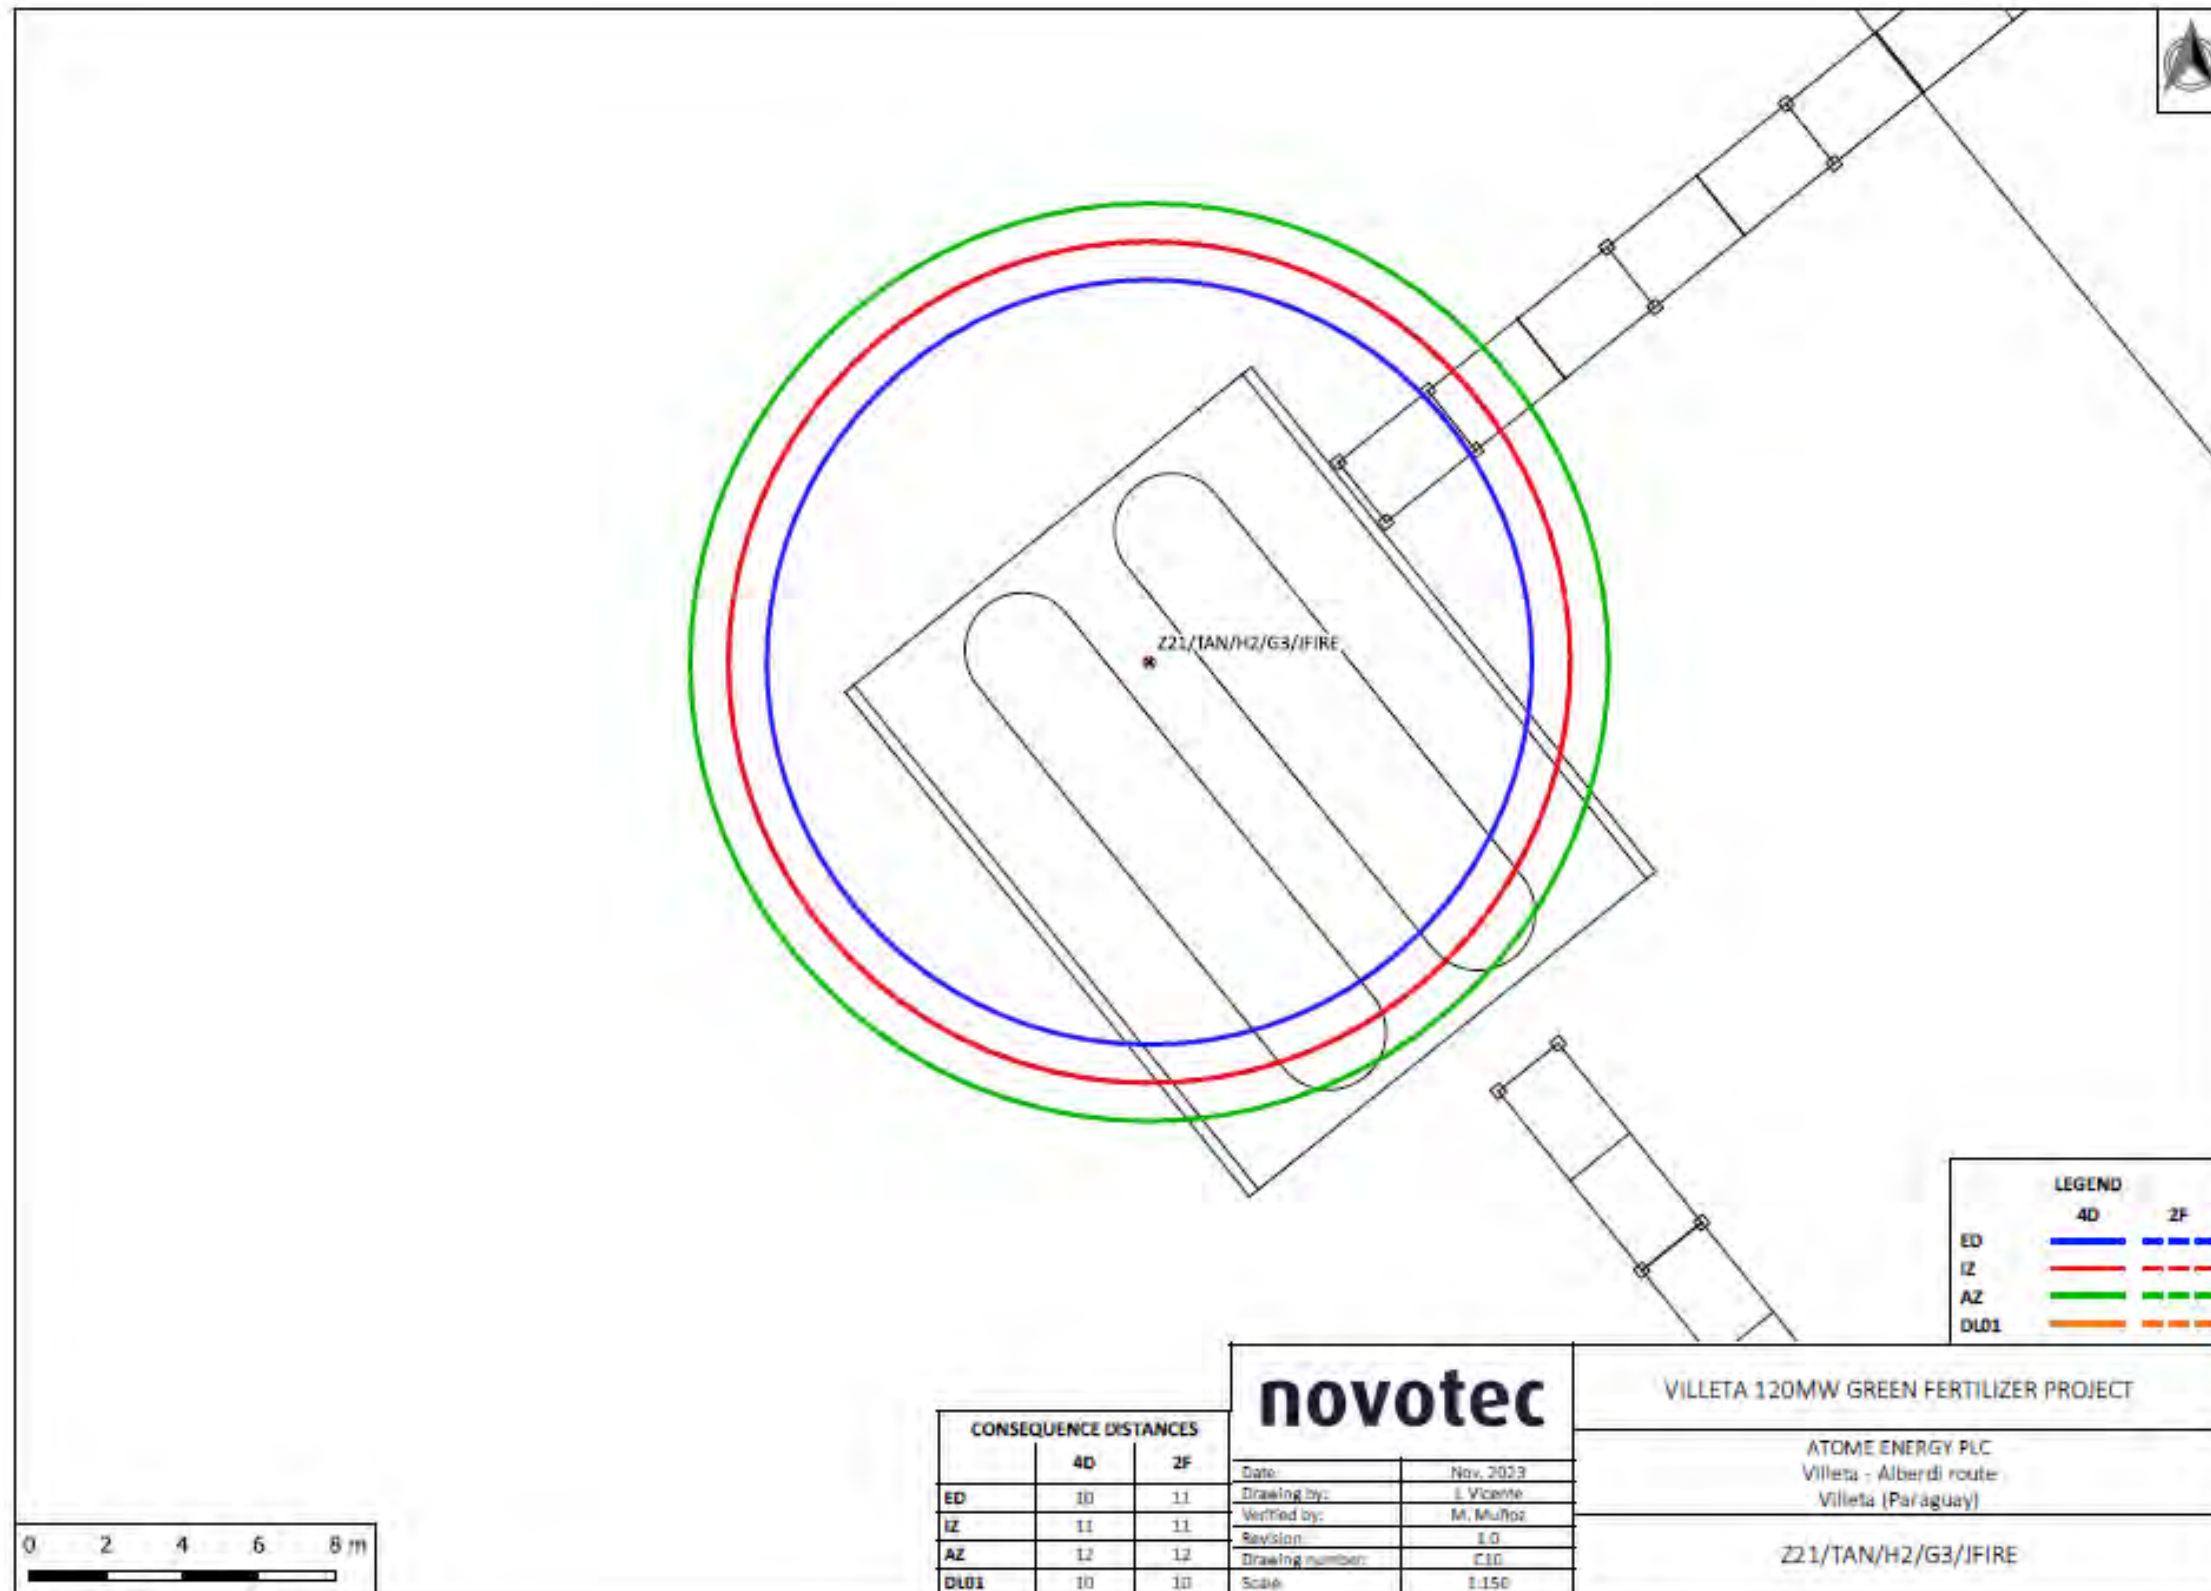 Z21/TAN/H2/G3/JFIRE
LEGEND
4D 2F
ED
IZ
AZ
DL01
novotec
VILLETA 120MW GREEN FERTILIZER PROJECT
ATOME ENERGY PLC
Villeta - Alberdi route
Villeta (Paraguay)
Z21/TAN/H2/G3/JFIRE
CONSEQUENCE DISTANCES
4D 2F
ED 10 11
IZ 11 11
AZ 12 12
DL01 10 10
Date: Nov. 2023
Drawing by: J. Vicente
Verified by: M. Muñoz
Revision: 1.0
Drawing number: C10
Scale: 1:150
0 2 4 6 8 m